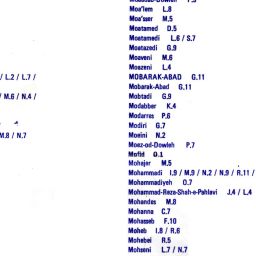 / L.2 / L.7 /
/ M.6 / N.4 /
M.8 / N.7
Moa'lem L.8
Moa'sser M.5
Moatamed D.5
Moatamedi L.6 / S.7
Moatazedi G.9
Moaveni M.6
Moazeni L.4
MOBARAK-ABAD G.11
Mobarak-Abad G.11
Mobtadi G.9
Modabber K.4
Modarres P.6
Modiri G.7
Moeini N.2
Moez-od-Dowleh P.7
Mofid Q.1
Mohajer M.5
Mohammadi I.9 / M.9 / N.2 / N.9 / R.11 /
Mohammadiyeh O.7
Mohammad-Reza-Shah-e-Pahlavi J.4 / L.4
Mohandes M.8
Mohanna C.7
Mohasseb F.10
Moheb I.8 / R.6
Mohebei R.5
Mohseni L.7 / N.7